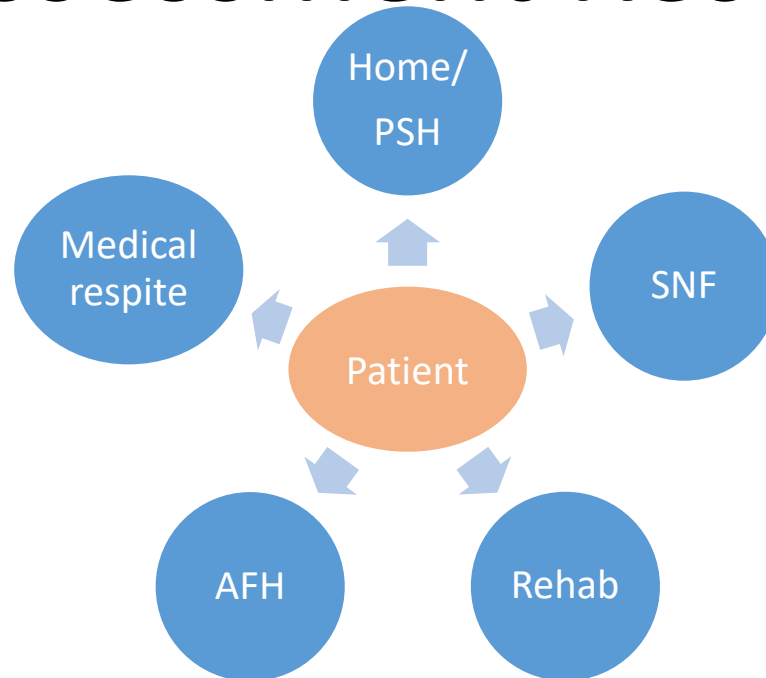 Home/
PSH
Medical
respite
SNF
Patient
AFH
Rehab